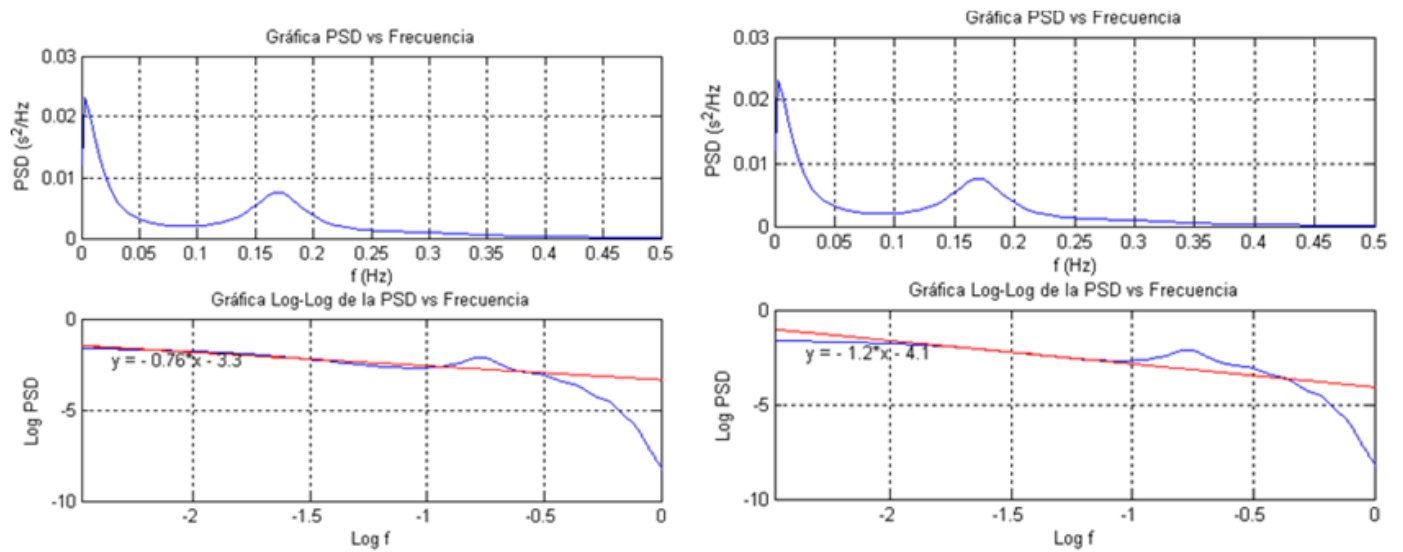 Gráfica PSD vs Frecuencia
0.03
0.02
0.01
0
PSD (s²/Hz
0 0.05 0.1 0.15 0.2 0.25 0.3 0.35 0.4 0.45 0.5
f (Hz)
Gráfica Log-Log de la PSD vs Frecuencia
0
-5
-10
Log PSD
y = - 0.76*x - 3.3
-2 -1.5 -1 -0.5 0
Log f
Gráfica PSD vs Frecuencia
0.03
0.02
0.01
0
PSD (s²/Hz
0 0.05 0.1 0.15 0.2 0.25 0.3 0.35 0.4 0.45 0.5
f (Hz)
Gráfica Log-Log de la PSD vs Frecuencia
0
-5
-10
Log PSD
y = - 1.2*x - 4.1
-2 -1.5 -1 -0.5 0
Log f